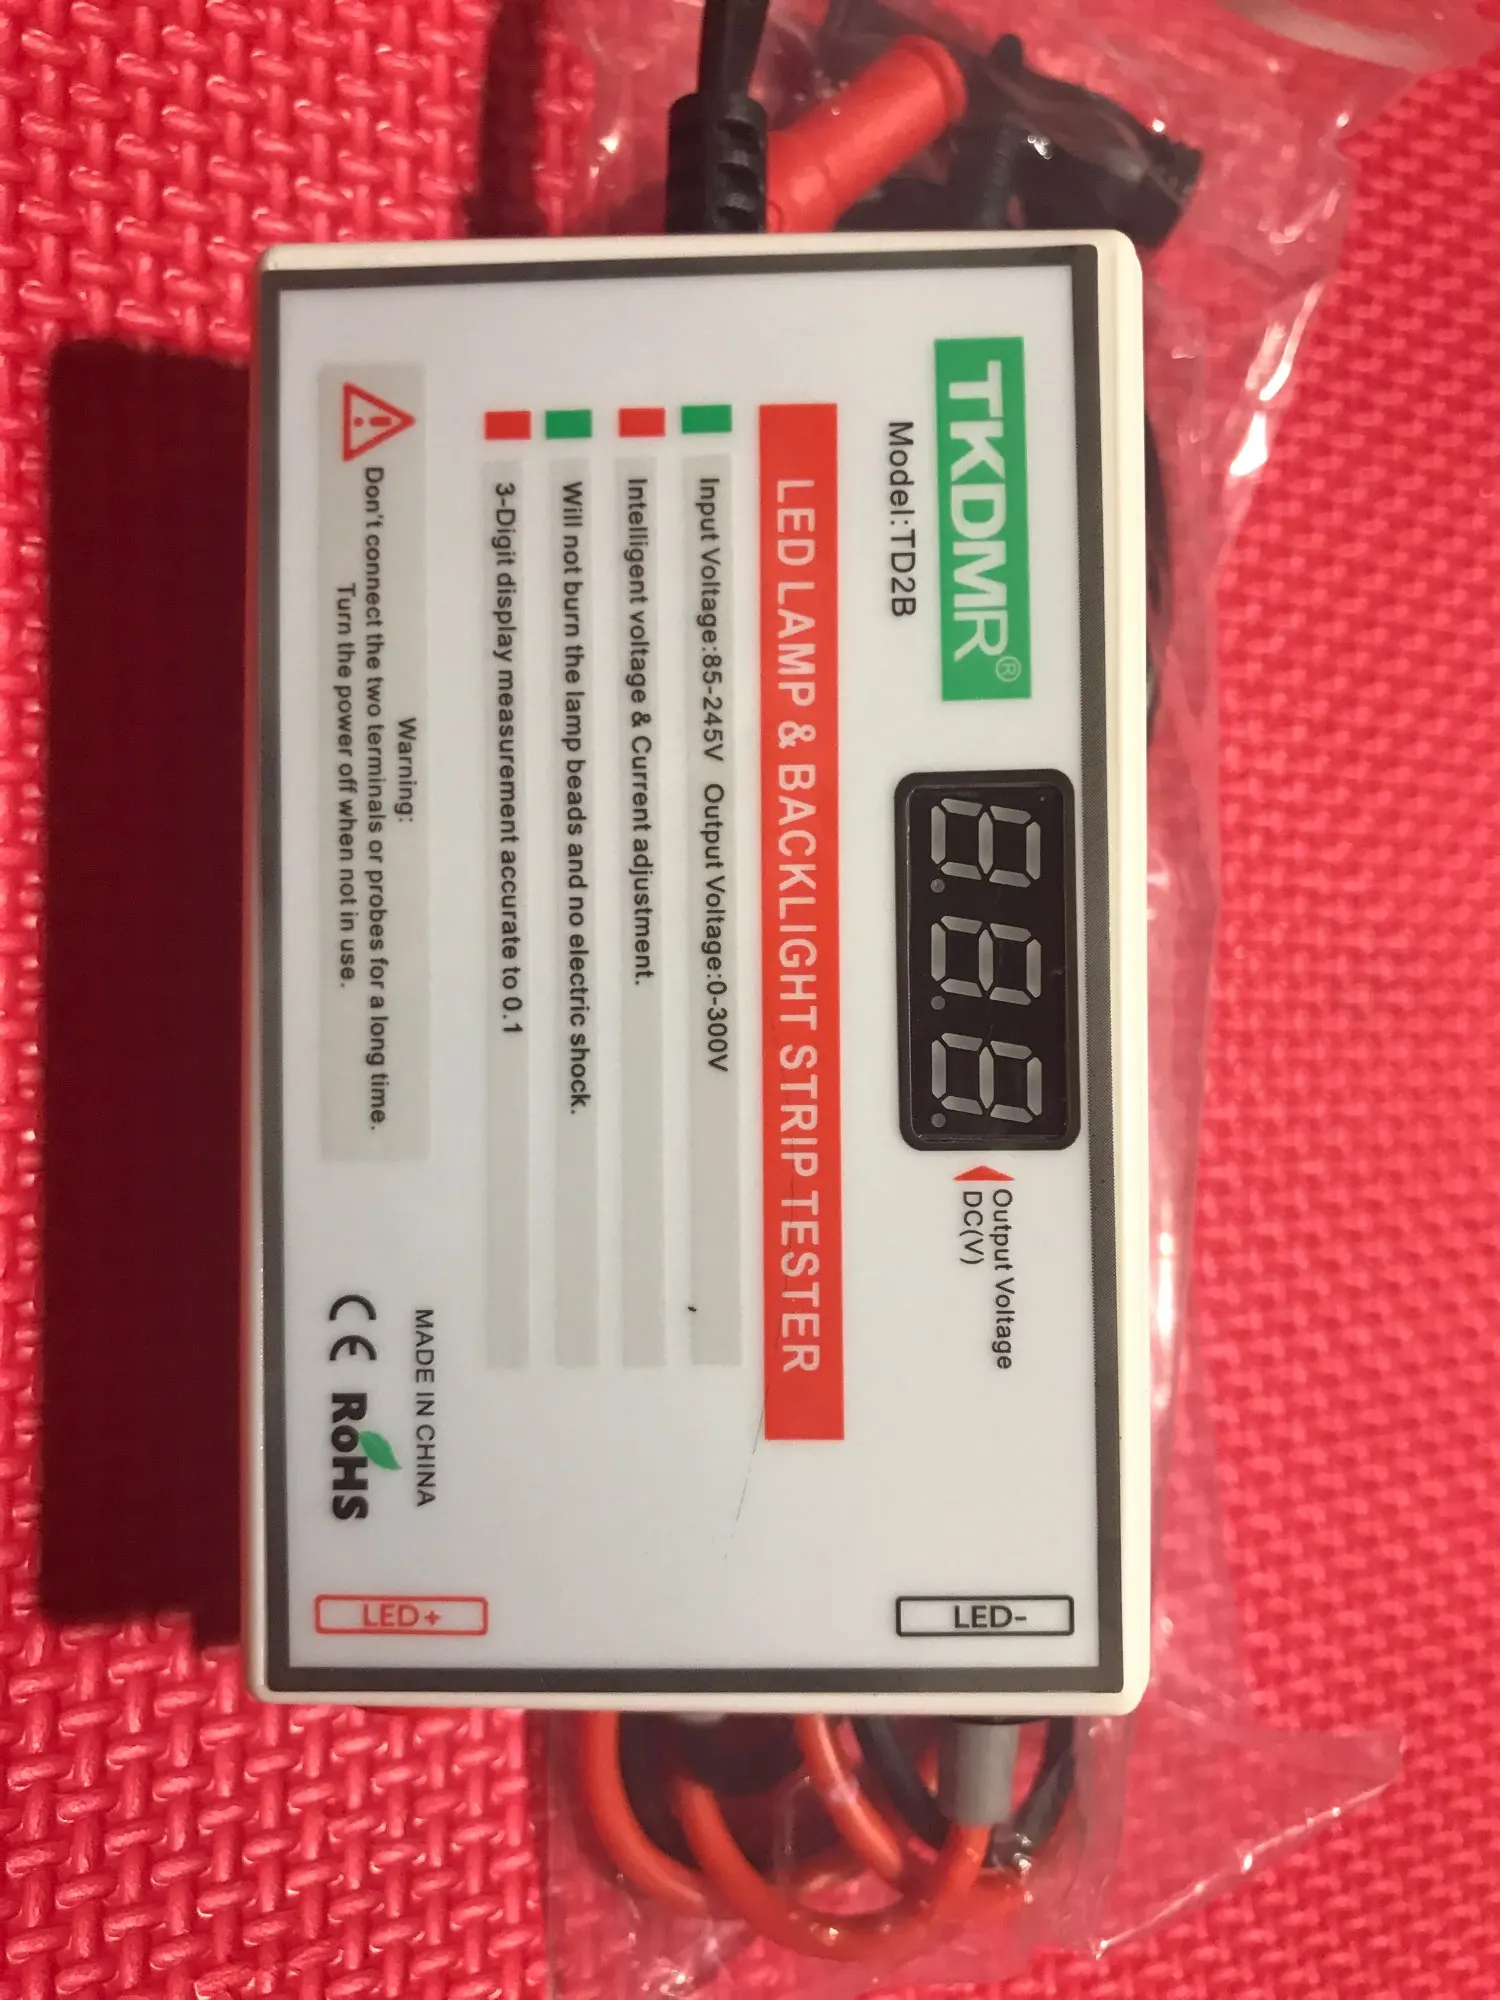 TKDMR®
Model:TD2B
Output Voltage
DC(V)
LED LAMP & BACKLIGHT STRIP TESTER
Input Voltage:85-245V Output Voltage:0-300V
Intelligent voltage & Current adjustment.
Will not burn the lamp beads and no electric shock.
3-Digit display measurement accurate to 0.1
Warning:
Don't connect the two terminals or probes for a long time.
Turn the power off when not in use.
MADE IN CHINA
CE RoHS
LED-
LED+